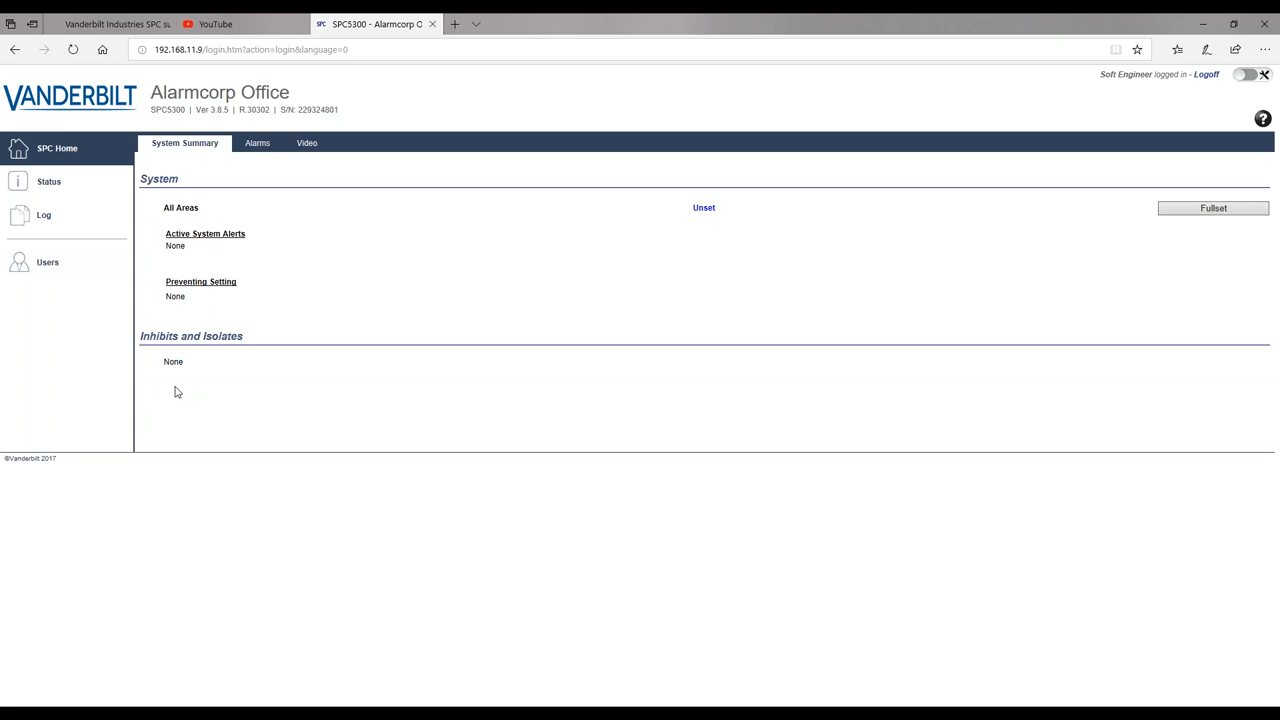 Vanderbilt Industries SPC su
YouTube
SPC SPC5300 - Alarmcorp O
192.168.11.9/login.htm?action=login&language=0
Soft Engineer logged in - Logoff
VANDERBILT
Alarmcorp Office
SPC5300 | Ver 3.8.5 | R.30302 | S/N: 229324801
?
SPC Home
System Summary Alarms Video
Status
Log
Users
System
All Areas Unset Fullset
Active System Alerts
None
Preventing Setting
None
Inhibits and Isolates
None
©Vanderbilt 2017